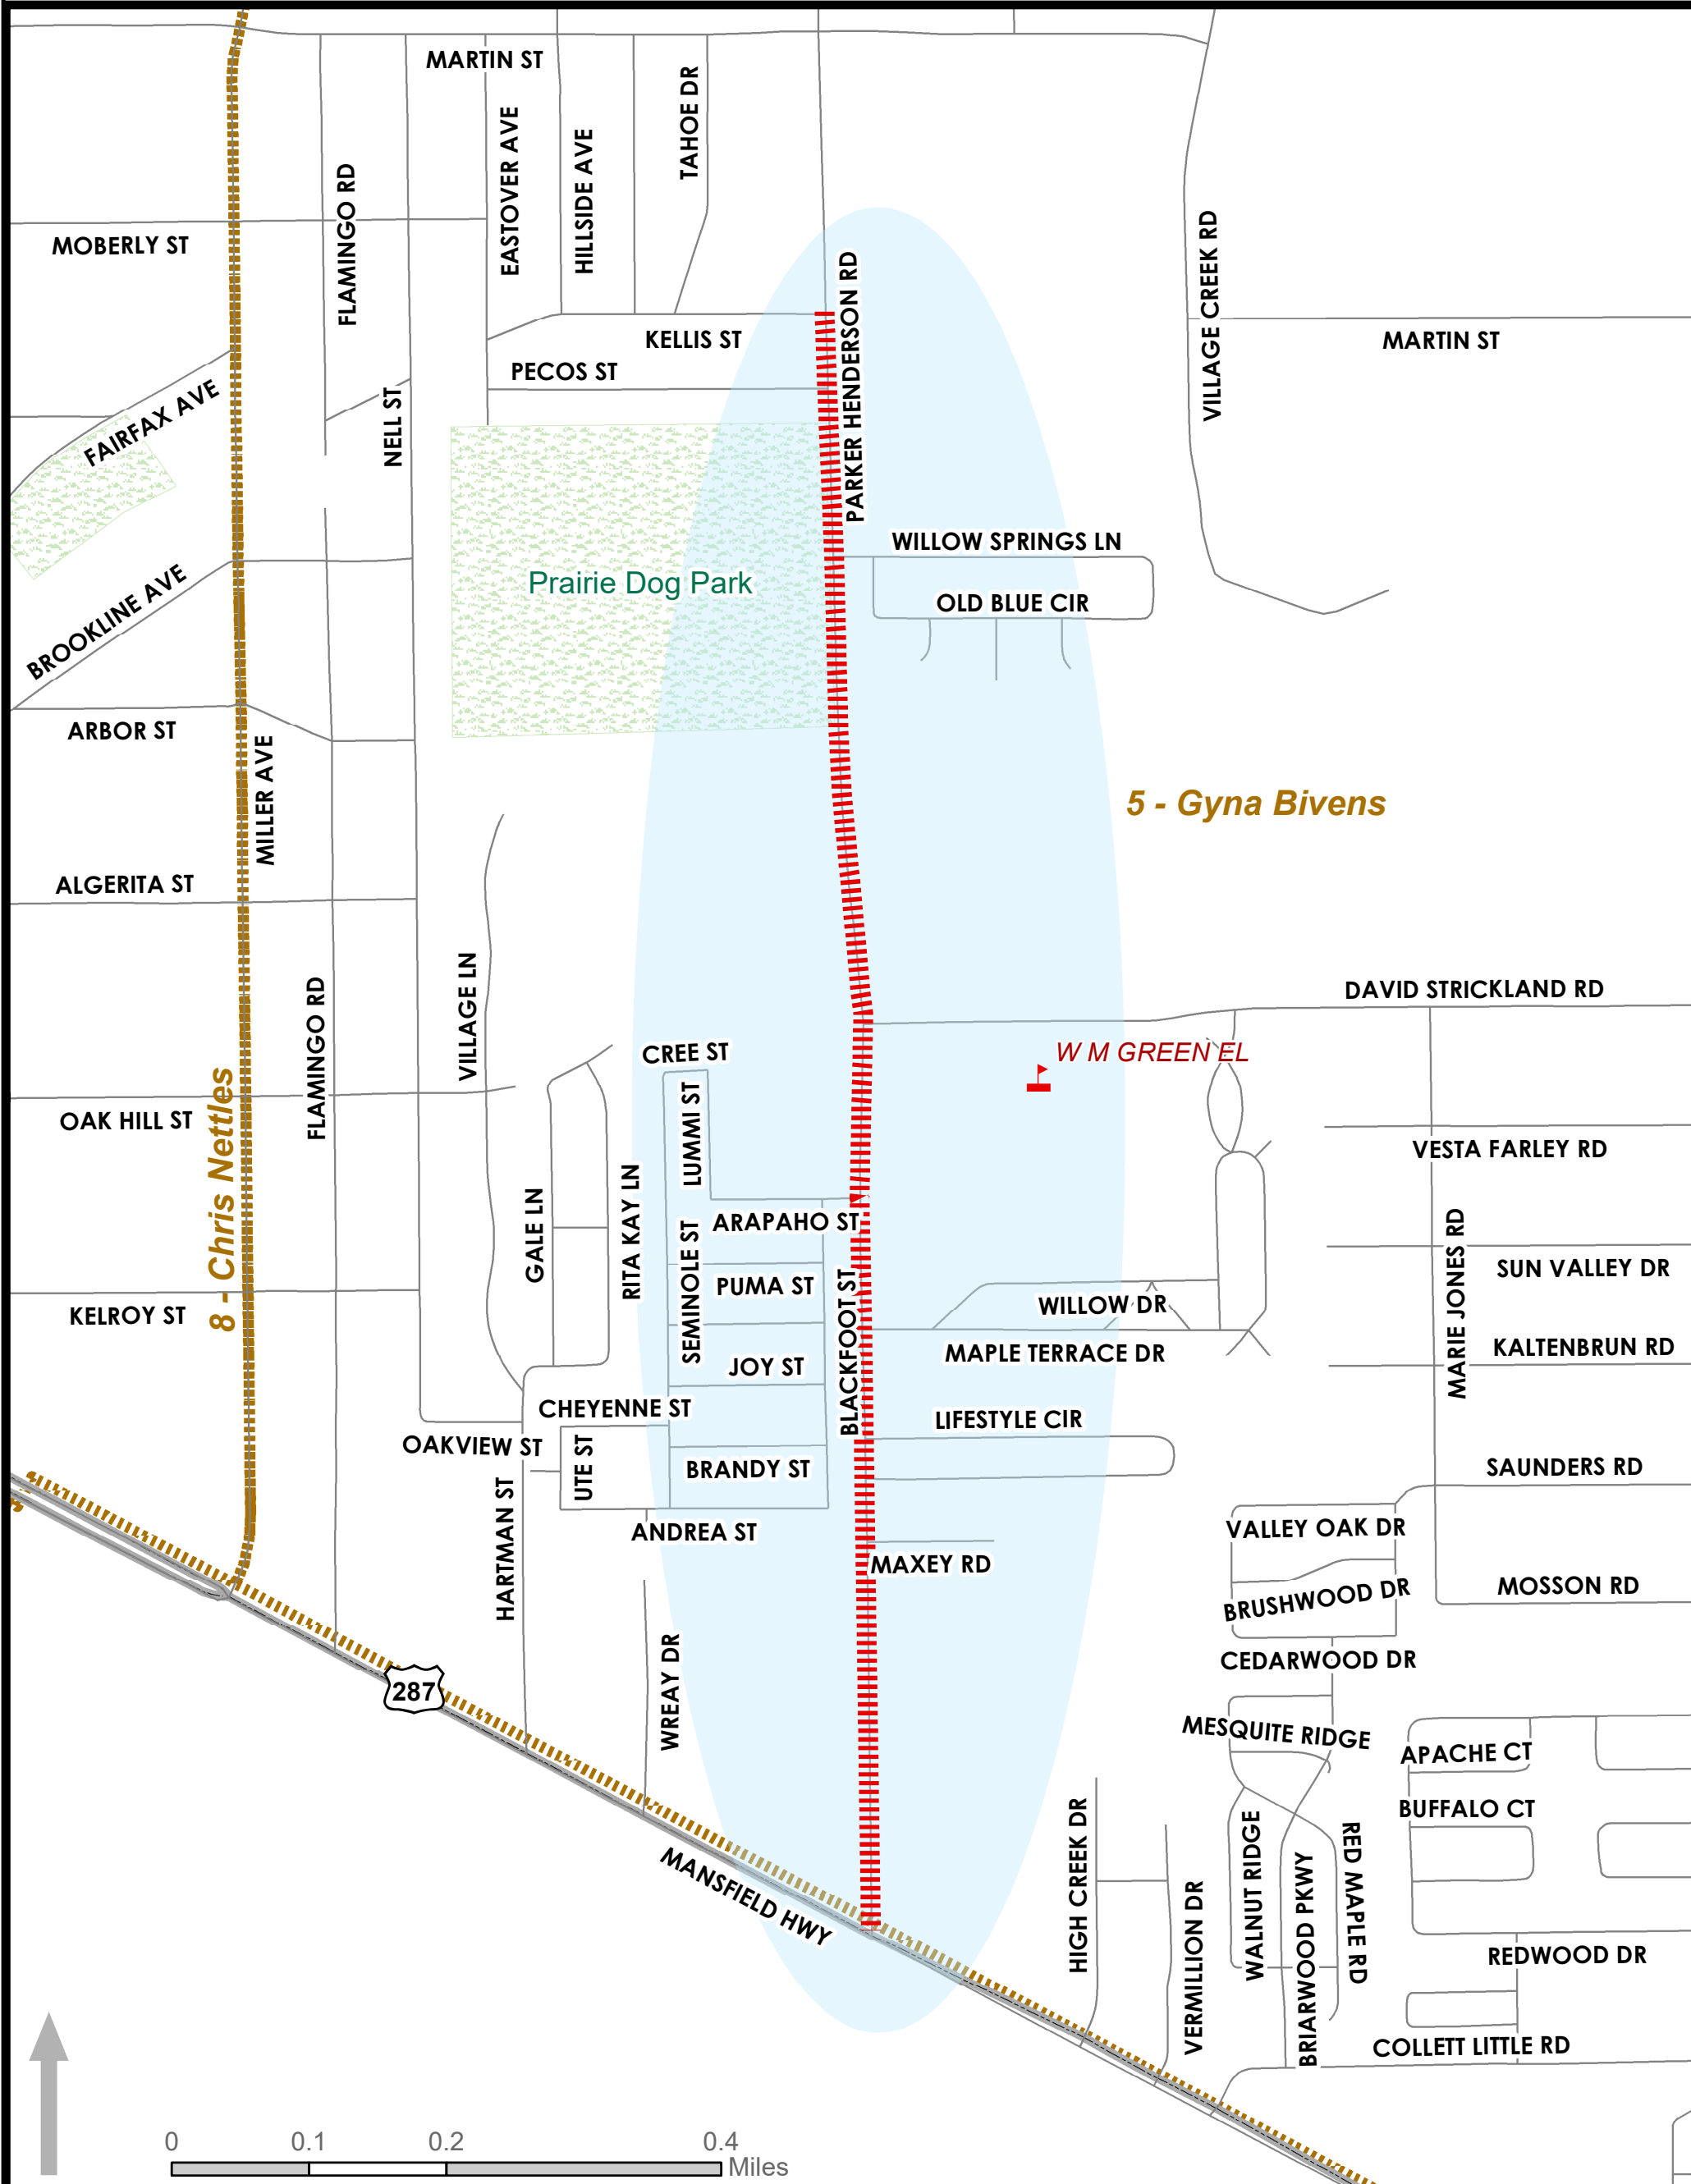 MARTIN ST
TAHOE DR
EASTOVER AVE
HILLSIDE AVE
FLAMINGO RD
MOBERLY ST
VILLAGE CREEK RD
PARKER HENDERSON RD
KELLIS ST
MARTIN ST
PECOS ST
FAIRFAX AVE
NELL ST
WILLOW SPRINGS LN
Prairie Dog Park
OLD BLUE CIR
BROOKLINE AVE
ARBOR ST
MILLER AVE
5 - Gyna Bivens
ALGERITA ST
VILLAGE LN
FLAMINGO RD
DAVID STRICKLAND RD
CREE ST
W M GREEN EL
LUMMI ST
OAK HILL ST
8 - Chris Nettles
VESTA FARLEY RD
GALE LN
RITA KAY LN
ARAPAHO ST
SEMINOLE ST
MARIE JONES RD
SUN VALLEY DR
PUMA ST
BLACKFOOT ST
WILLOW DR
KELROY ST
MAPLE TERRACE DR
KALTENBRUN RD
JOY ST
CHEYENNE ST
LIFESTYLE CIR
OAKVIEW ST
UTE ST
BRANDY ST
SAUNDERS RD
HARTMAN ST
ANDREA ST
VALLEY OAK DR
MAXEY RD
BRUSHWOOD DR
MOSSON RD
CEDARWOOD DR
WREAY DR
287
MESQUITE RIDGE
APACHE CT
BUFFALO CT
HIGH CREEK DR
WALNUT RIDGE
RED MAPLE RD
MANSFIELD HWY
VERMILLION DR
BRIARWOOD PKWY
REDWOOD DR
COLLETT LITTLE RD
0 0.1 0.2 0.4
Miles